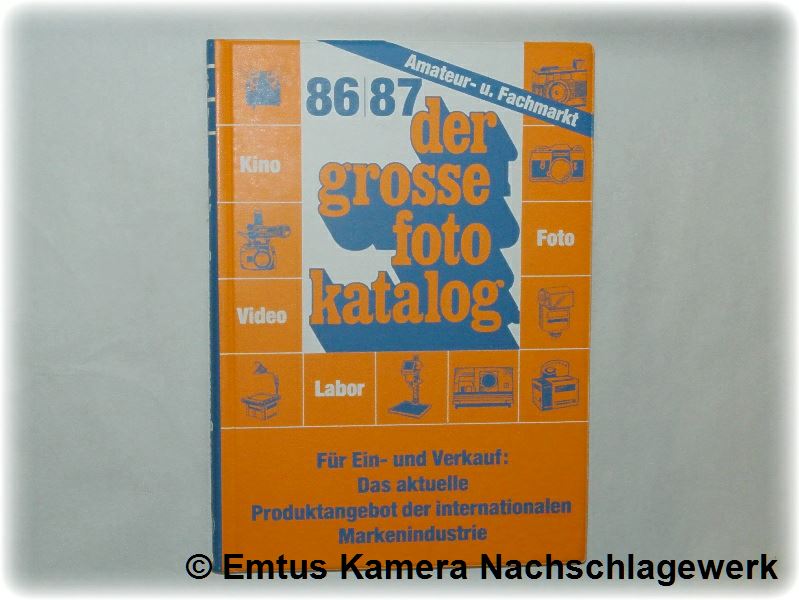 Amateur- u. Fachmarkt
86|87
der
grosse
foto
katalog
Kino
Foto
Video
Labor
Für Ein- und Verkauf:
Das aktuelle
Produktangebot der internationalen
Markenindustrie
© Emtus Kamera Nachschlagewerk